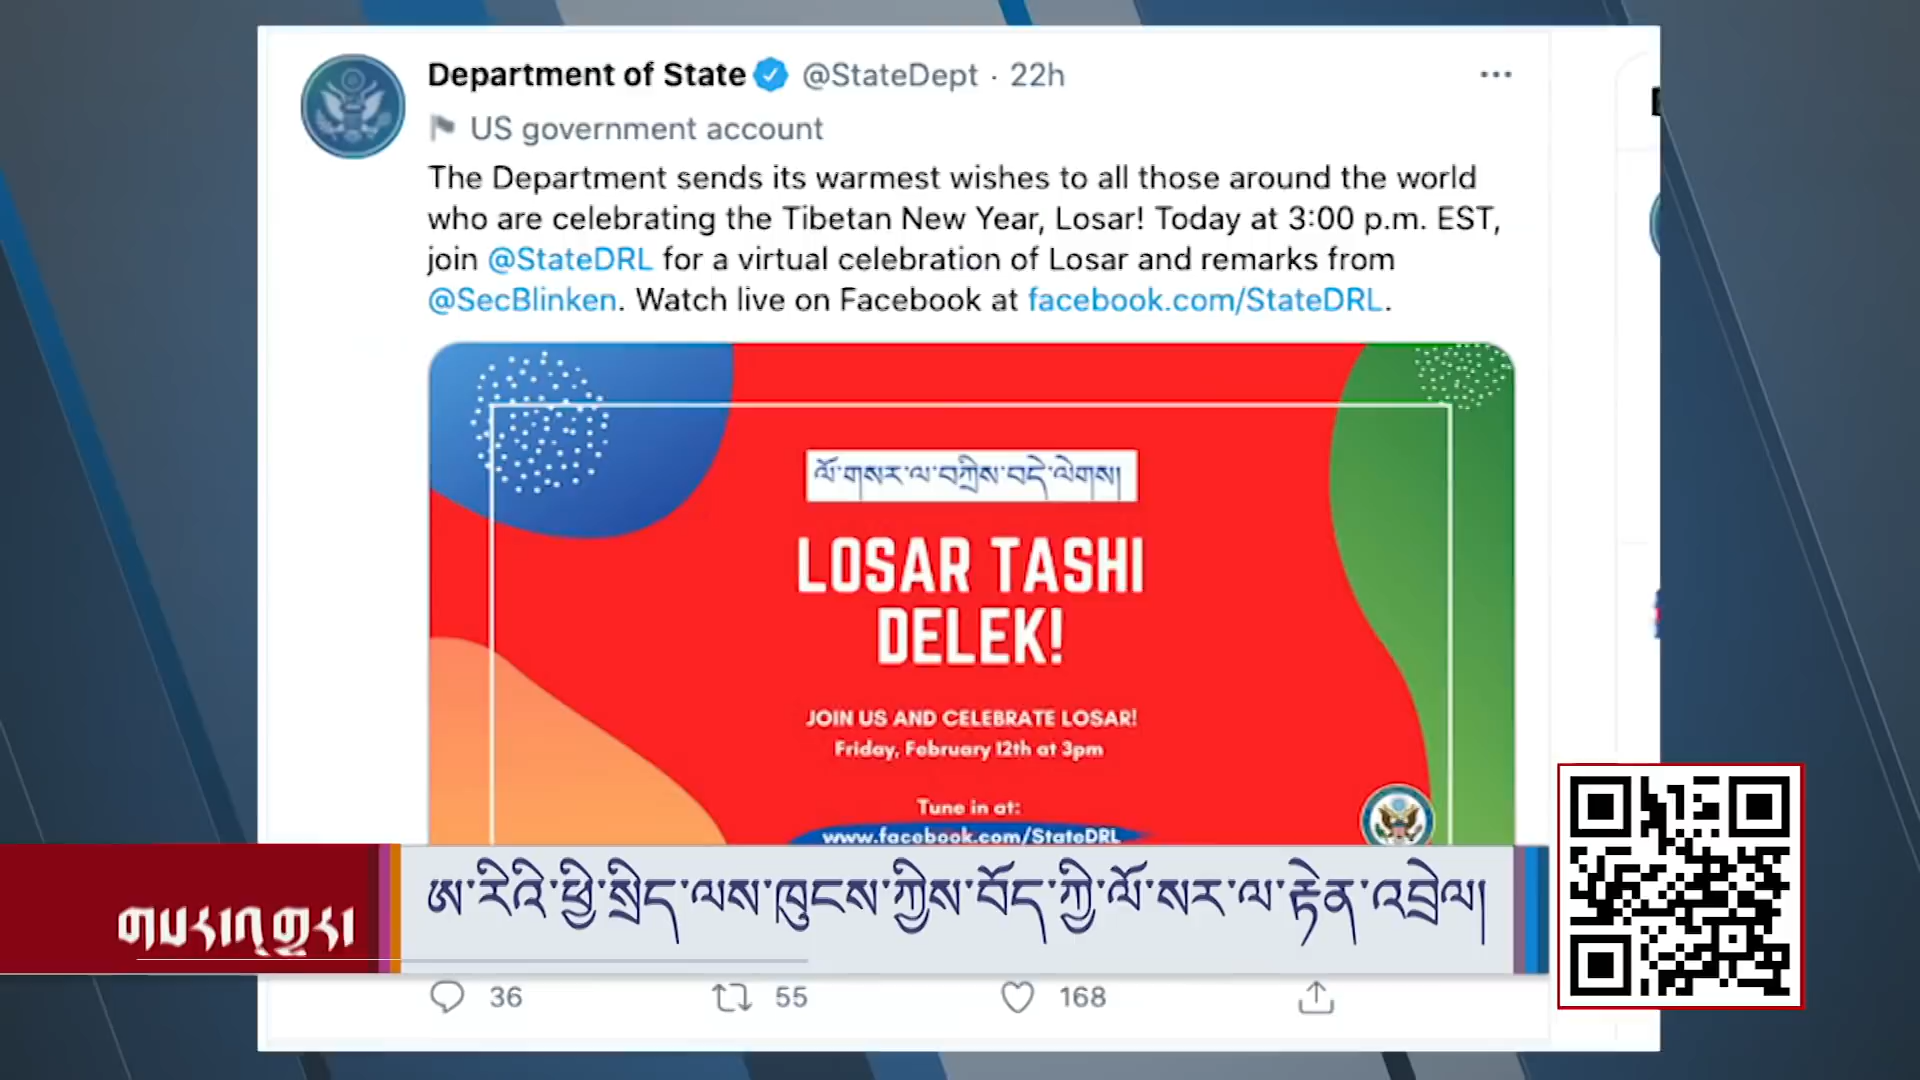 Department of State @StateDept · 22h
US government account
The Department sends its warmest wishes to all those around the world
who are celebrating the Tibetan New Year, Losar! Today at 3:00 p.m. EST,
join @StateDRL for a virtual celebration of Losar and remarks from
@SecBlinken. Watch live on Facebook at facebook.com/StateDRL.
ལོ་གསར་ལ་བཀྲིས་བདེ་ལེགས།
LOSAR TASHI
DELEK!
JOIN US AND CELEBRATE LOSAR!
Friday, February 12th at 3pm
Tune in at:
www.facebook.com/StateDRL
གསར་འགྱུར།
ཨ་རིའི་ཕྱི་སྲིད་ལས་ཁུངས་ཀྱིས་བོད་ཀྱི་ལོ་སར་ལ་རྟེན་འབྲེལ།
36 55 168